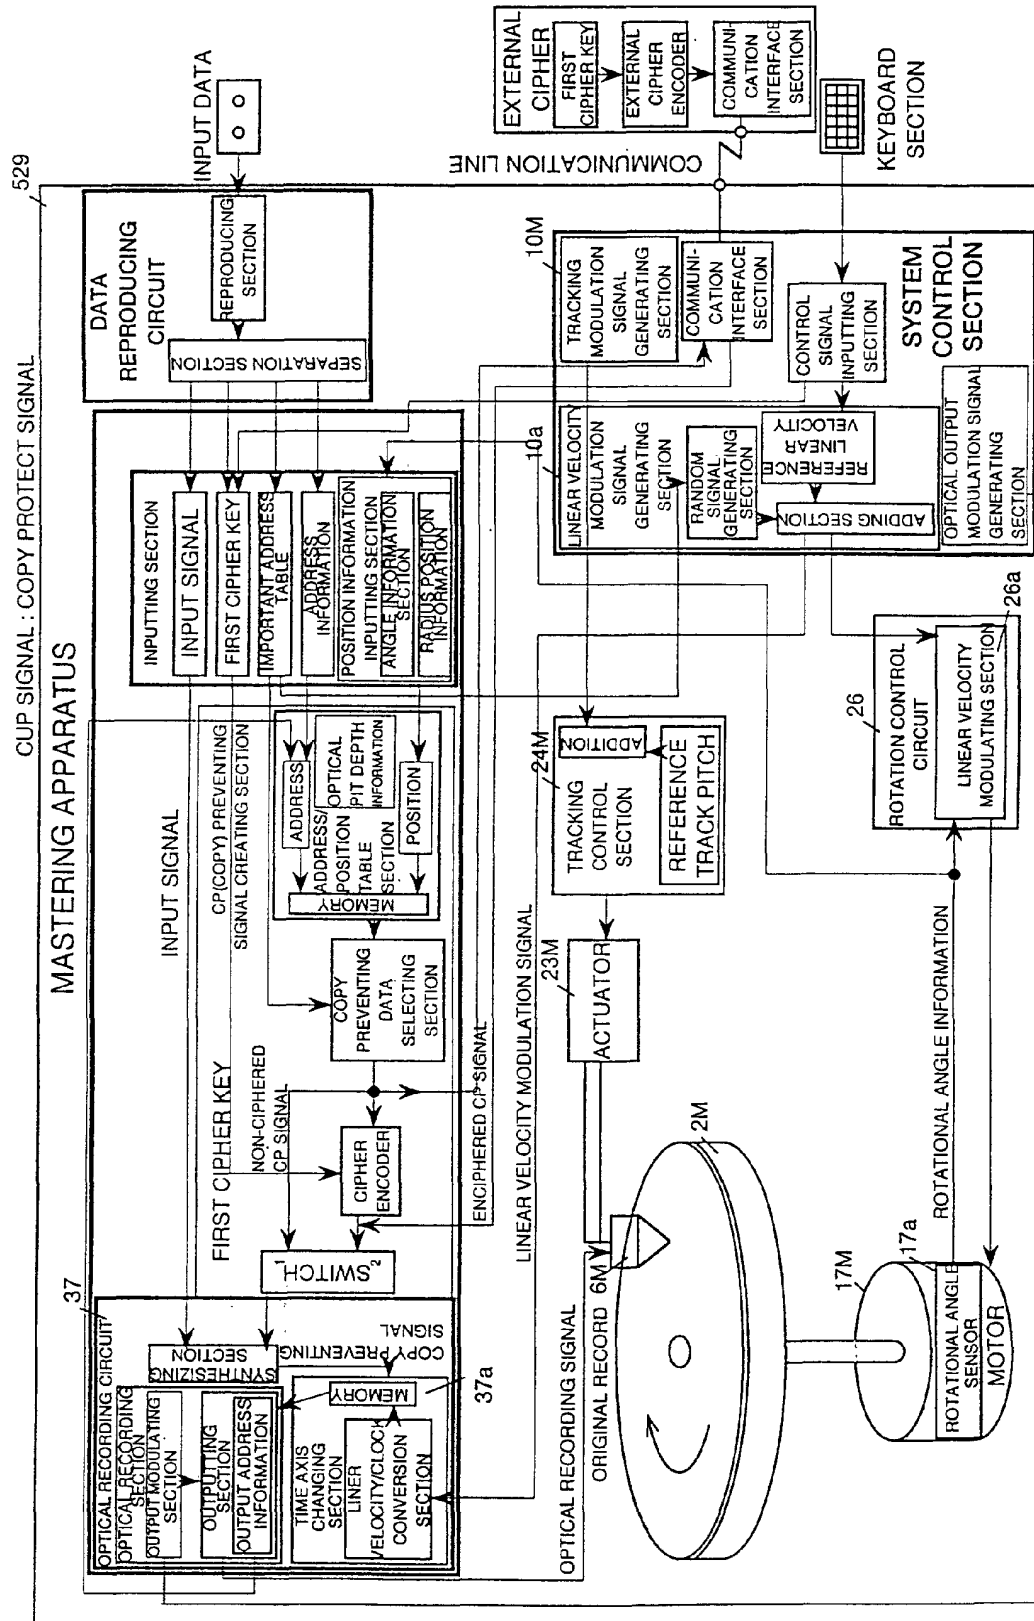 CUP SIGNAL : COPY PROTECT SIGNAL
529
MASTERING APPARATUS
37
OPTICAL RECORDING CIRCUIT
OPTICAL RECORDING
SECTION
OUTPUT MODULATING
SECTION
OUTPUTTING
SECTION
OUTPUT ADDRESS
INFORMATION
SYNTHESIZING
SECTION
COPY PREVENTING
SIGNAL
TIME AXIS
CHANGING
SECTION
LINER
VELOCITY/CLOCK
CONVERSION
SECTION
MEMORY
37a
SWITCH
1
2
FIRST CIPHER KEY
NON-CIPHERED
CP SIGNAL
CIPHER
ENCODER
INPUT SIGNAL
CP(COPY) PREVENTING
SIGNAL CREATING SECTION
COPY
PREVENTING
DATA
SELECTING
SECTION
ADDRESS
OPTICAL
PIT DEPTH
INFORMATION
ADDRESS/
POSITION
TABLE
SECTION
POSITION
MEMORY
INPUTTING SECTION
INPUT SIGNAL
FIRST CIPHER KEY
IMPORTANT ADDRESS
TABLE
ADDRESS
INFORMATION
POSITION INFORMATION
INPUTTING SECTION
ANGLE INFORMATION
SECTION
RADIUS POSITION
INFORMATION
DATA
REPRODUCING
CIRCUIT
REPRODUCING
SECTION
SEPARATION SECTION
INPUT DATA
EXTERNAL
CIPHER
FIRST
CIPHER KEY
EXTERNAL
CIPHER
ENCODER
COMMUNI-
CATION
INTERFACE
SECTION
COMMUNICATION LINE
KEYBOARD
SECTION
ENCIPHERED CP SIGNAL
LINEAR VELOCITY MODULATION SIGNAL
10M
TRACKING
MODULATION
SIGNAL
GENERATING
SECTION
COMMUNI-
CATION
INTERFACE
SECTION
CONTROL
SIGNAL
INPUTTING
SECTION
SYSTEM
CONTROL
SECTION
10a
LINEAR VELOCITY
MODULATION
SIGNAL
GENERATING
SECTION
RANDOM
SIGNAL
GENERATING
SECTION
REFERENCE
LINEAR
VELOCITY
ADDING SECTION
OPTICAL OUTPUT
MODULATION SIGNAL
GENERATING
SECTION
24M
TRACKING
CONTROL
SECTION
ADDITION
REFERENCE
TRACK PITCH
23M
ACTUATOR
OPTICAL RECORDING SIGNAL
ORIGINAL RECORD
6M
2M
26
ROTATION CONTROL
CIRCUIT
LINEAR VELOCITY
MODULATING SECTION
26a
ROTATIONAL ANGLE INFORMATION
17M
17a
ROTATIONAL ANGLE
SENSOR
MOTOR